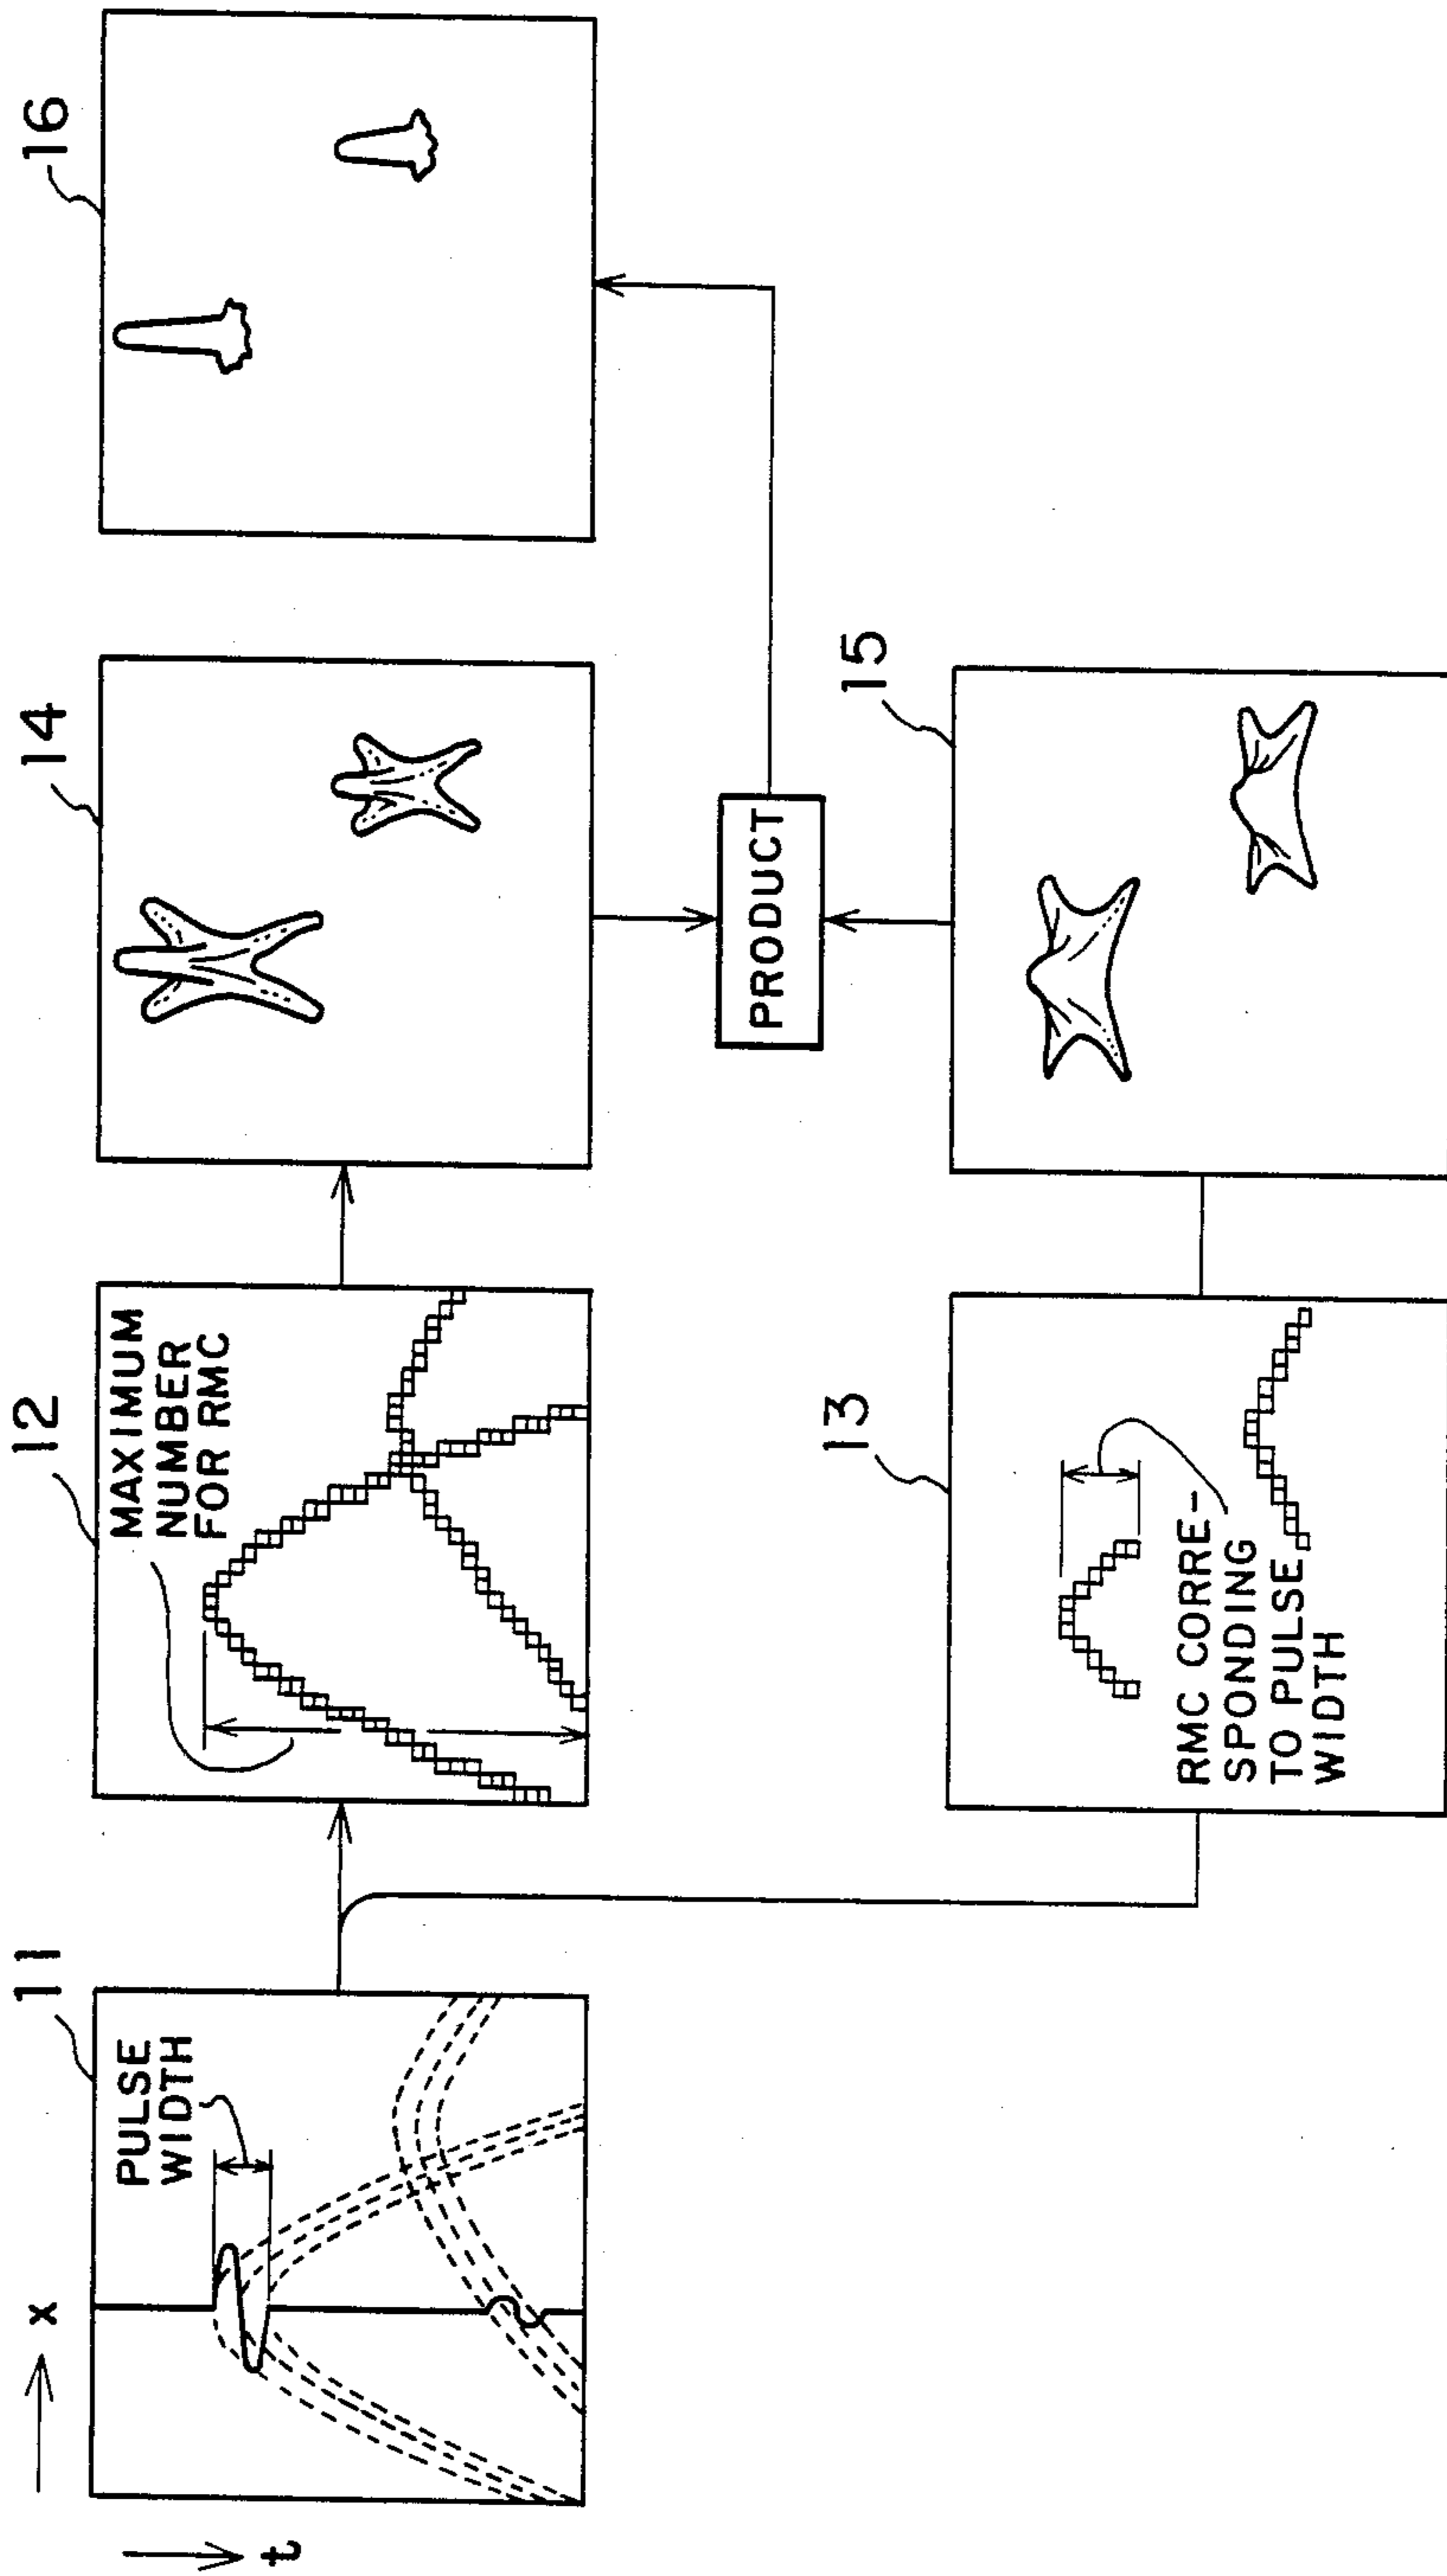 x
t
11
PULSE
WIDTH
12
MAXIMUM
NUMBER
FOR RMC
13
RMC CORRE-
SPONDING
TO PULSE
WIDTH
14
15
PRODUCT
16